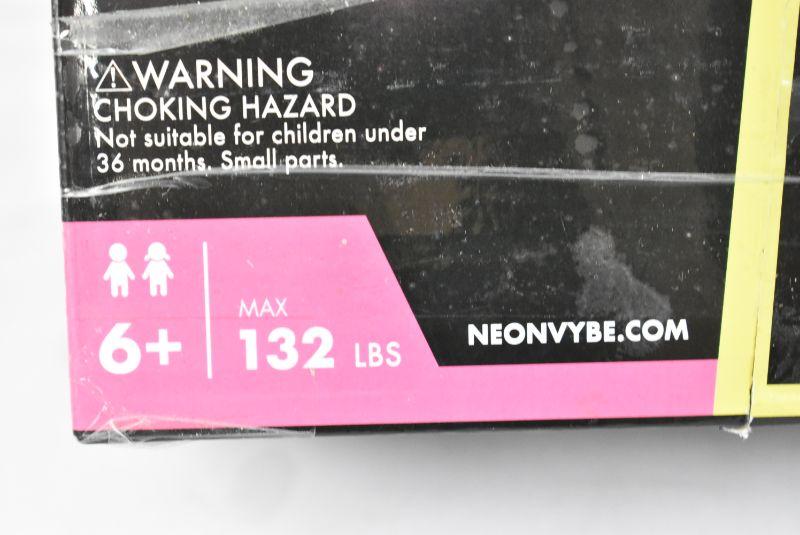 WARNING
CHOKING HAZARD
Not suitable for children under
36 months. Small parts.
6+
MAX
132 LBS
NEONVYBE.COM